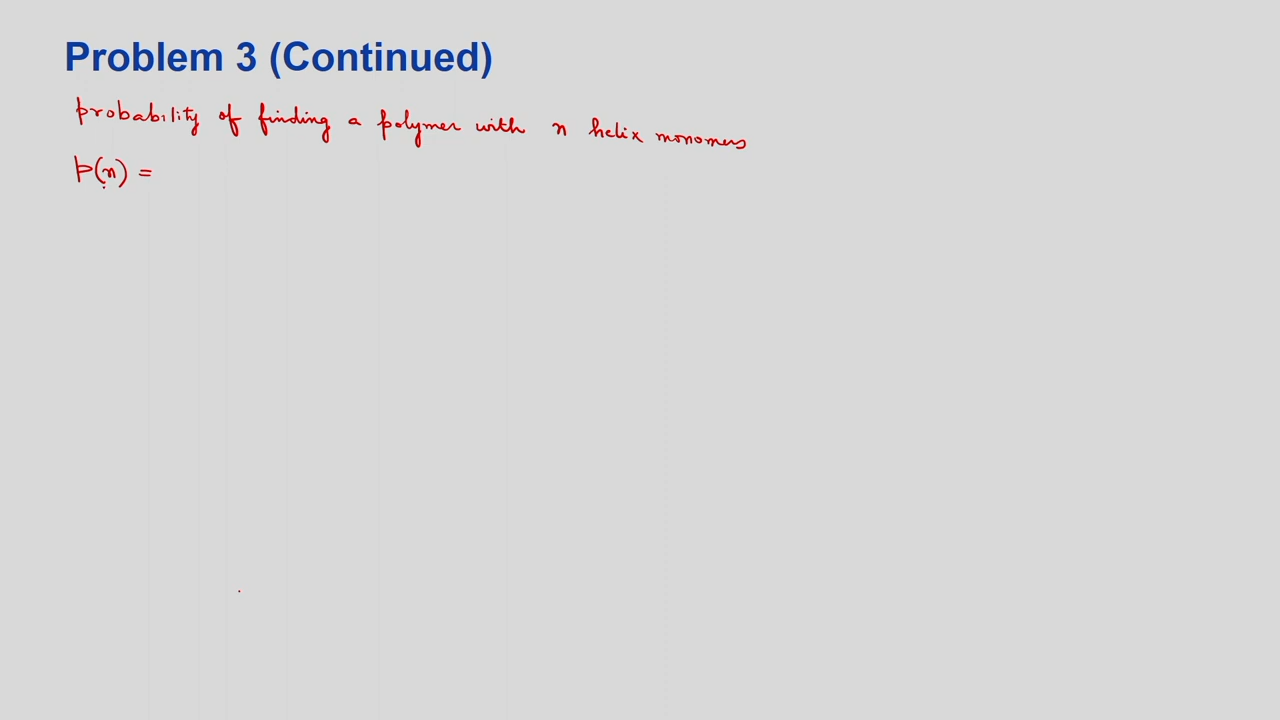 Problem 3 (Continued)
probability of finding a polymer with n helix monomers
P(n) =